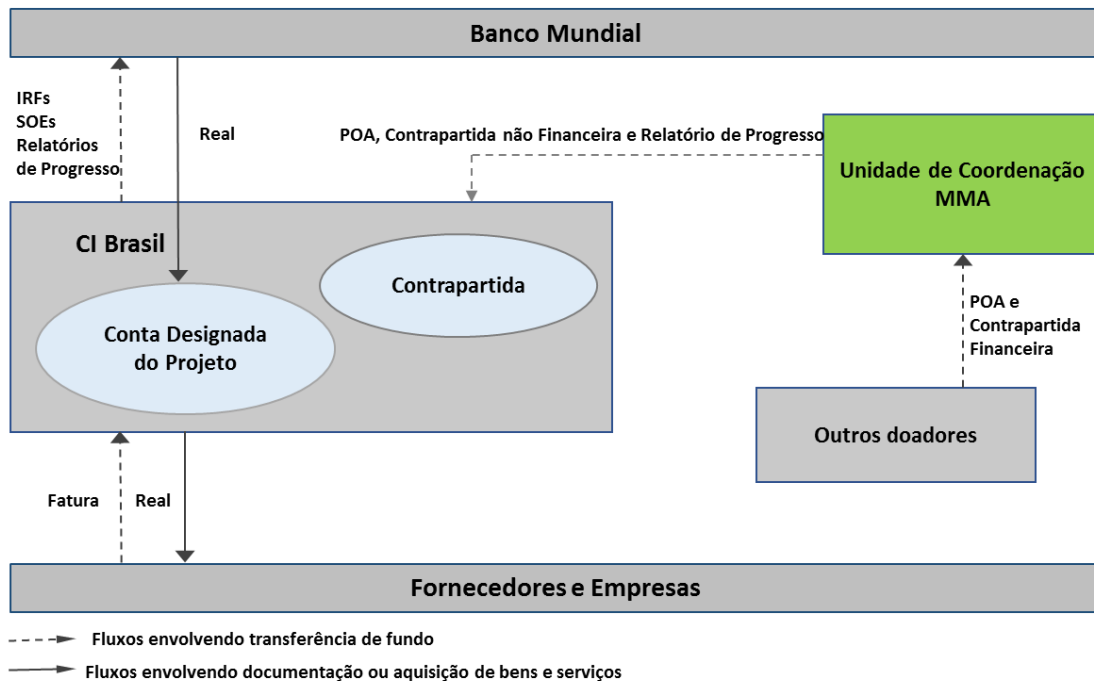 Banco Mundial
IRFs
SOEs
Relatórios
de Progresso
Real
POA, Contrapartida não Financeira e Relatório de Progresso
Unidade de Coordenação
MMA
CI Brasil
Contrapartida
Conta Designada
do Projeto
POA e
Contrapartida
Financeira
Outros doadores
Fatura
Real
Fornecedores e Empresas
Fluxos envolvendo transferência de fundo
Fluxos envolvendo documentação ou aquisição de bens e serviços